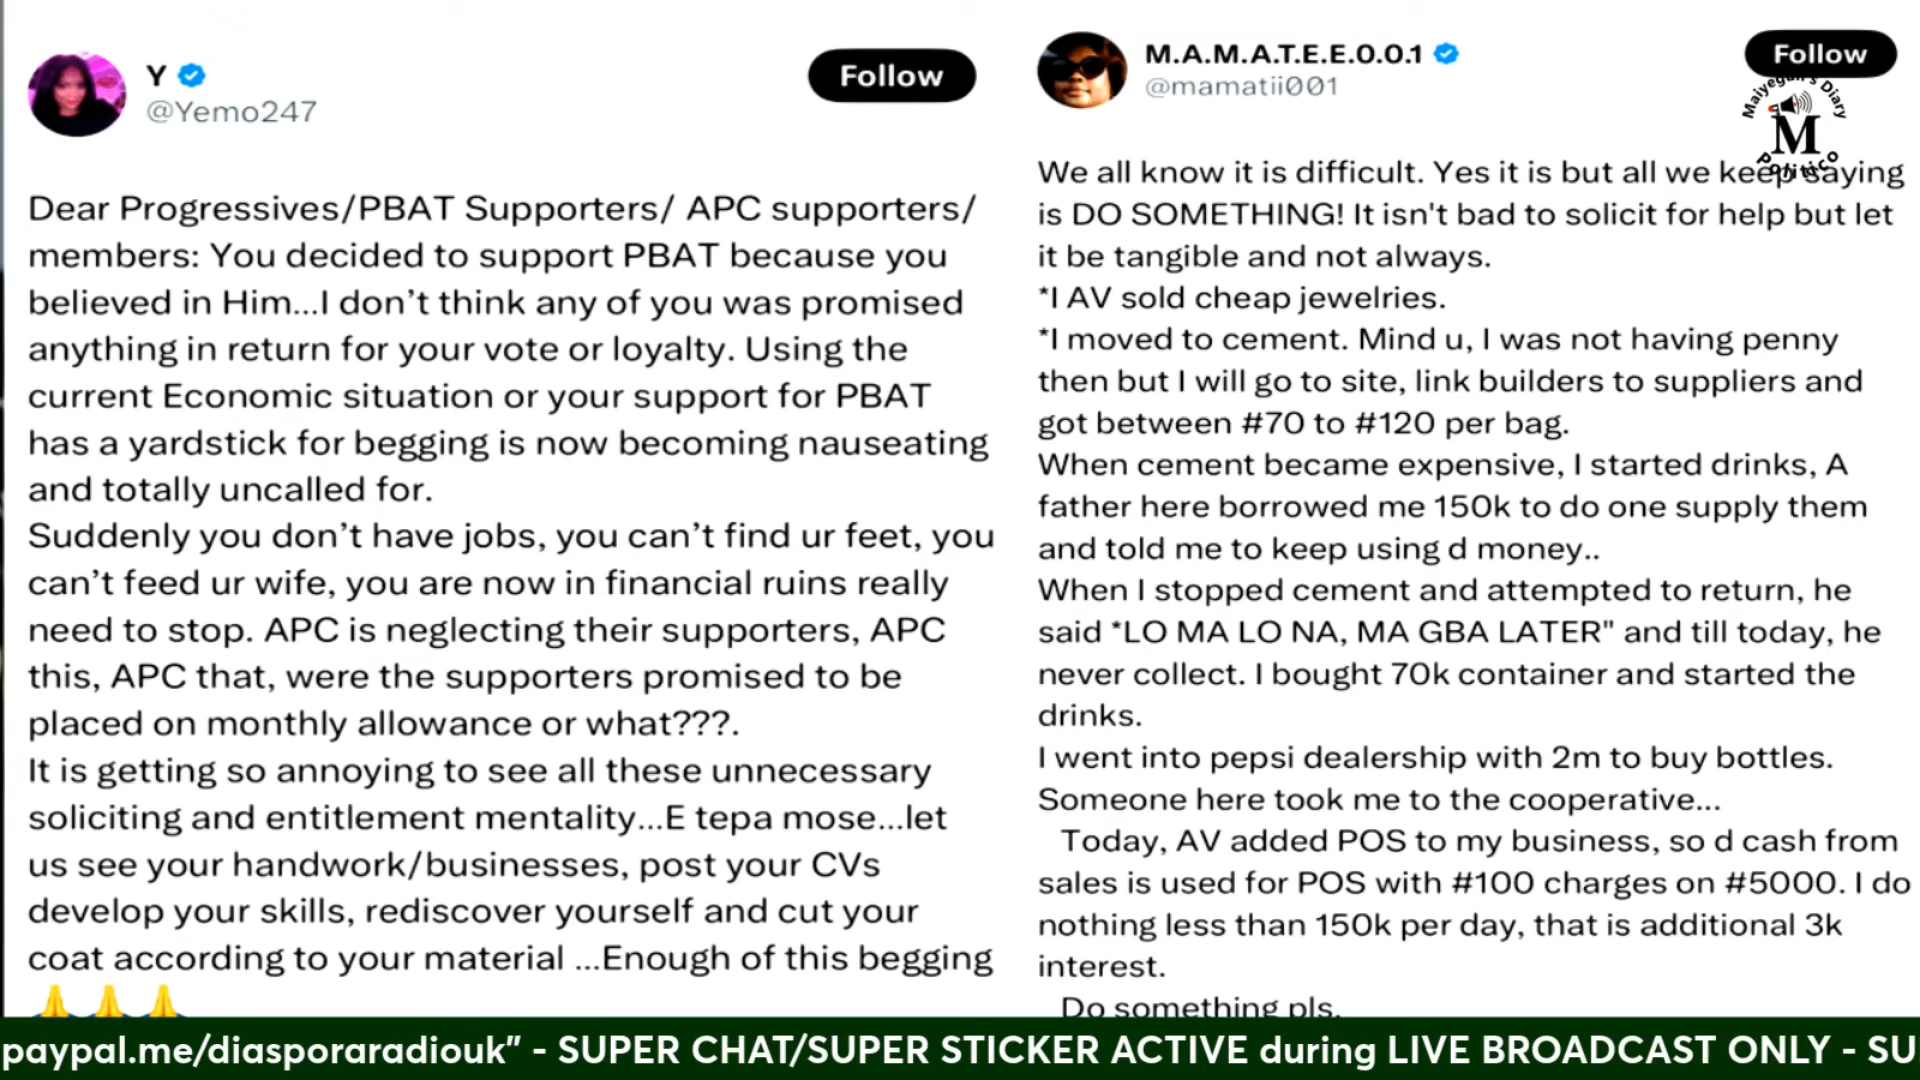 Y
@Yemo247
Follow
Dear Progressives/PBAT Supporters/ APC supporters/
members: You decided to support PBAT because you
believed in Him...I don’t think any of you was promised
anything in return for your vote or loyalty. Using the
current Economic situation or your support for PBAT
has a yardstick for begging is now becoming nauseating
and totally uncalled for.
Suddenly you don’t have jobs, you can’t find ur feet, you
can’t feed ur wife, you are now in financial ruins really
need to stop. APC is neglecting their supporters, APC
this, APC that, were the supporters promised to be
placed on monthly allowance or what???.
It is getting so annoying to see all these unnecessary
soliciting and entitlement mentality...E tepa mose...let
us see your handwork/businesses, post your CVs
develop your skills, rediscover yourself and cut your
coat according to your material ...Enough of this begging
M.A.M.A.T.E.E.0.0.1
@mamatii001
Follow
Maiyegun's Diary
M
Politico
We all know it is difficult. Yes it is but all we keep saying
is DO SOMETHING! It isn't bad to solicit for help but let
it be tangible and not always.
*I AV sold cheap jewelries.
*I moved to cement. Mind u, I was not having penny
then but I will go to site, link builders to suppliers and
got between #70 to #120 per bag.
When cement became expensive, I started drinks, A
father here borrowed me 150k to do one supply them
and told me to keep using d money..
When I stopped cement and attempted to return, he
said *LO MA LO NA, MA GBA LATER" and till today, he
never collect. I bought 70k container and started the
drinks.
I went into pepsi dealership with 2m to buy bottles.
Someone here took me to the cooperative...
Today, AV added POS to my business, so d cash from
sales is used for POS with #100 charges on #5000. I do
nothing less than 150k per day, that is additional 3k
interest.
Do something pls.
paypal.me/diasporaradiouk” - SUPER CHAT/SUPER STICKER ACTIVE during LIVE BROADCAST ONLY - SU